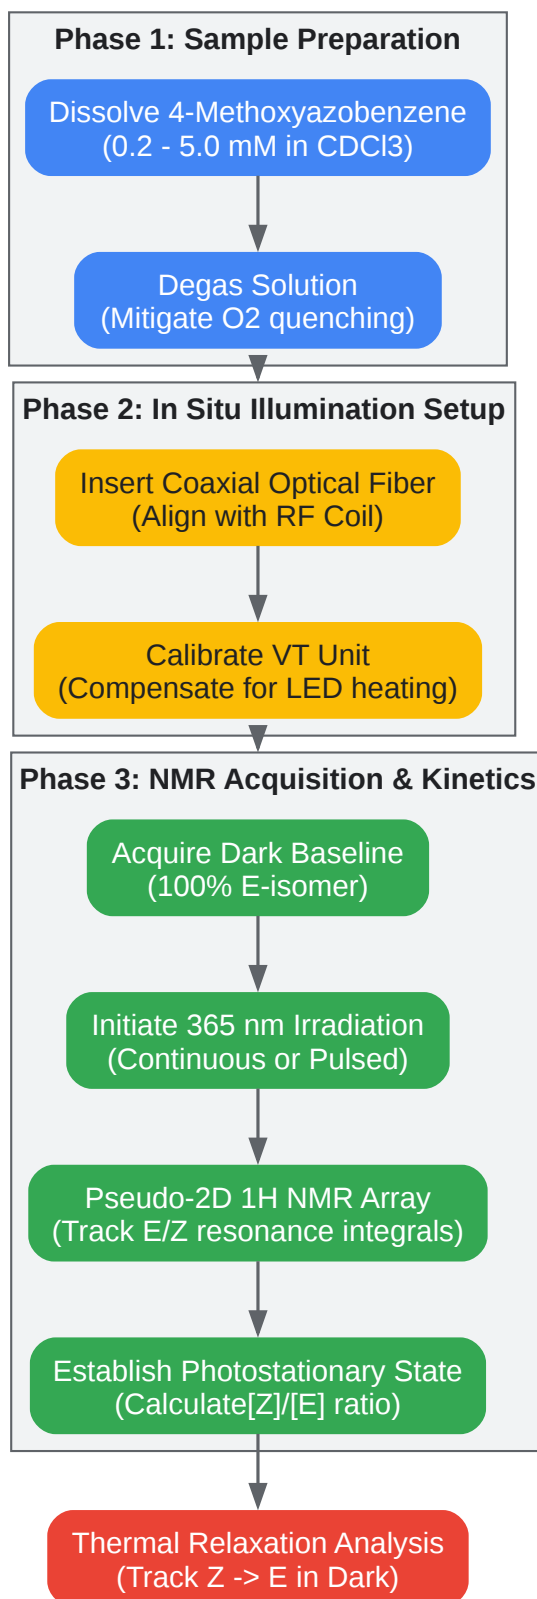 Phase 1: Sample Preparation
Dissolve 4-Methoxyazobenzene
(0.2 - 5.0 mM in CDCl3)
Degas Solution
(Mitigate O2 quenching)
Phase 2: In Situ Illumination Setup
Insert Coaxial Optical Fiber
(Align with RF Coil)
Calibrate VT Unit
(Compensate for LED heating)
Phase 3: NMR Acquisition & Kinetics
Acquire Dark Baseline
(100% E-isomer)
Initiate 365 nm Irradiation
(Continuous or Pulsed)
Pseudo-2D 1H NMR Array
(Track E/Z resonance integrals)
Establish Photostationary State
(Calculate[Z]/[E] ratio)
Thermal Relaxation Analysis
(Track Z -> E in Dark)